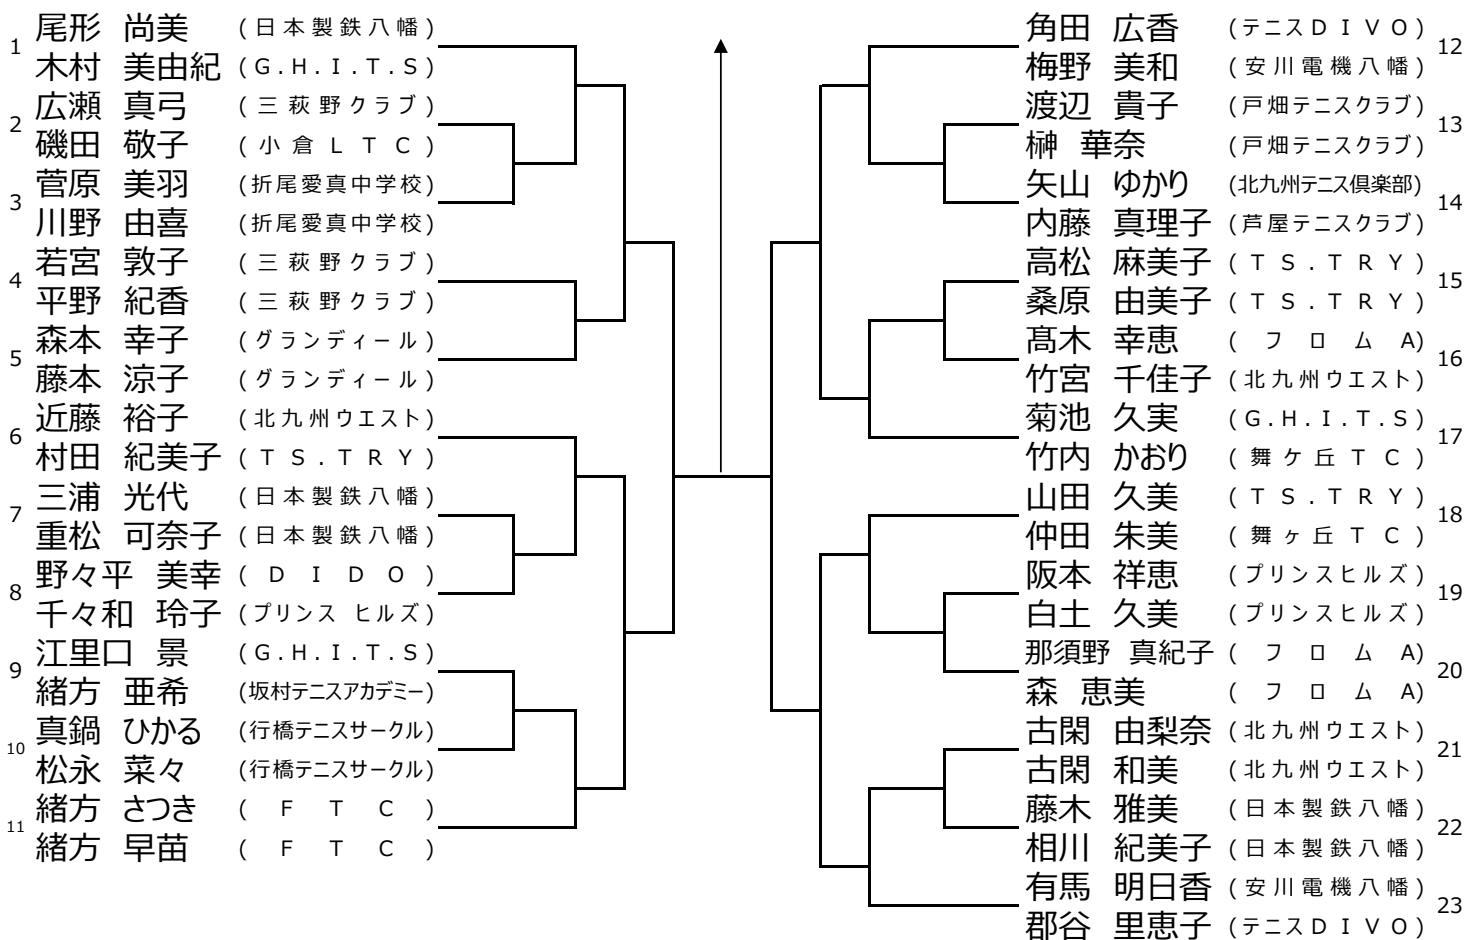 1 尾形 尚美 (日本製鉄八幡)
木村 美由紀 (G.H.I.T.S)
2 広瀬 真弓 (三萩野クラブ)
磯田 敬子 (小倉LTC)
3 菅原 美羽 (折尾愛真中学校)
川野 由喜 (折尾愛真中学校)
4 若宮 敦子 (三萩野クラブ)
平野 紀香 (三萩野クラブ)
5 森本 幸子 (グランディール)
藤本 涼子 (グランディール)
6 近藤 裕子 (北九州ウエスト)
村田 紀美子 (TS.TRY)
7 三浦 光代 (日本製鉄八幡)
重松 可奈子 (日本製鉄八幡)
8 野々平 美幸 (DIDO)
千々和 玲子 (プリンス ヒルズ)
9 江里口 景 (G.H.I.T.S)
緒方 亜希 (坂村テニスアカデミー)
10 真鍋 ひかる (行橋テニスサークル)
松永 菜々 (行橋テニスサークル)
11 緒方 さつき (FTC)
緒方 早苗 (FTC)
角田 広香 (テニスDIVO) 12
梅野 美和 (安川電機八幡)
渡辺 貴子 (戸畑テニスクラブ) 13
榊 華奈 (戸畑テニスクラブ)
矢山 ゆかり (北九州テニス倶楽部) 14
内藤 真理子 (芦屋テニスクラブ)
高松 麻美子 (TS.TRY) 15
桑原 由美子 (TS.TRY)
髙木 幸恵 (フロムA) 16
竹宮 千佳子 (北九州ウエスト)
菊池 久実 (G.H.I.T.S) 17
竹内 かおり (舞ケ丘TC)
山田 久美 (TS.TRY) 18
仲田 朱美 (舞ヶ丘TC)
阪本 祥恵 (プリンスヒルズ) 19
白土 久美 (プリンスヒルズ)
那須野 真紀子 (フロムA) 20
森 恵美 (フロムA)
古閑 由梨奈 (北九州ウエスト) 21
古閑 和美 (北九州ウエスト)
藤木 雅美 (日本製鉄八幡) 22
相川 紀美子 (日本製鉄八幡)
有馬 明日香 (安川電機八幡) 23
郡谷 里恵子 (テニスDIVO)